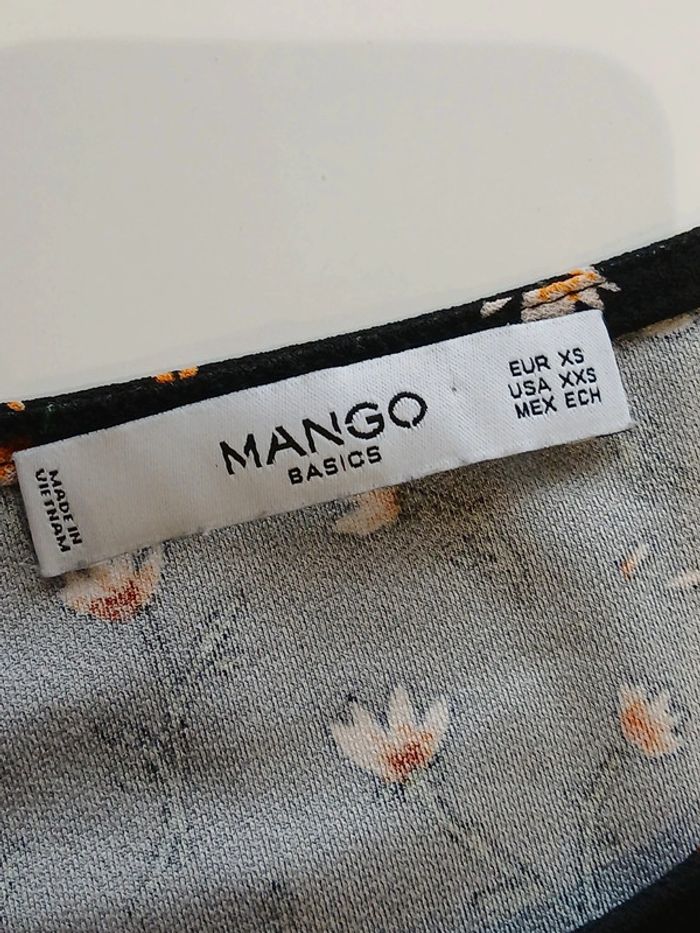 MADE IN
VIETNAM
MANGO
BASICS
EUR XS
USA XXS
MEX ECH